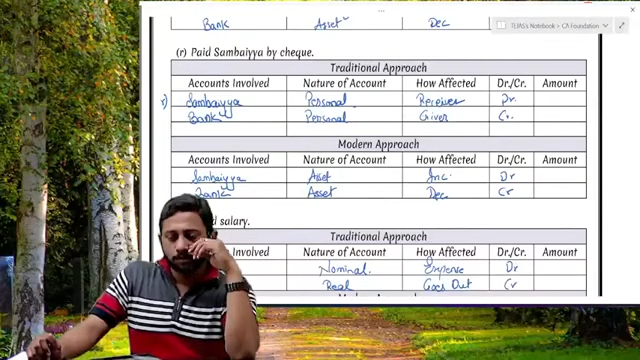 TLIAS's Notebook > CA Foundation
Bank Asset Dec
(r) Paid Sambaiyya by cheque.
Traditional Approach
Accounts Involved Nature of Account How Affected Dr./Cr. Amount
r) Sambaiyya Personal Receiver Dr.
Bank Personal Giver Cr.
Modern Approach
Accounts Involved Nature of Account How Affected Dr./Cr. Amount
Sambaiyya Asset Inc. Dr
Bank Asset Dec Cr
salary.
Traditional Approach
Involved Nature of Account How Affected Dr./Cr. Amount
Nominal. Expense Dr
Real Goes Out Cr